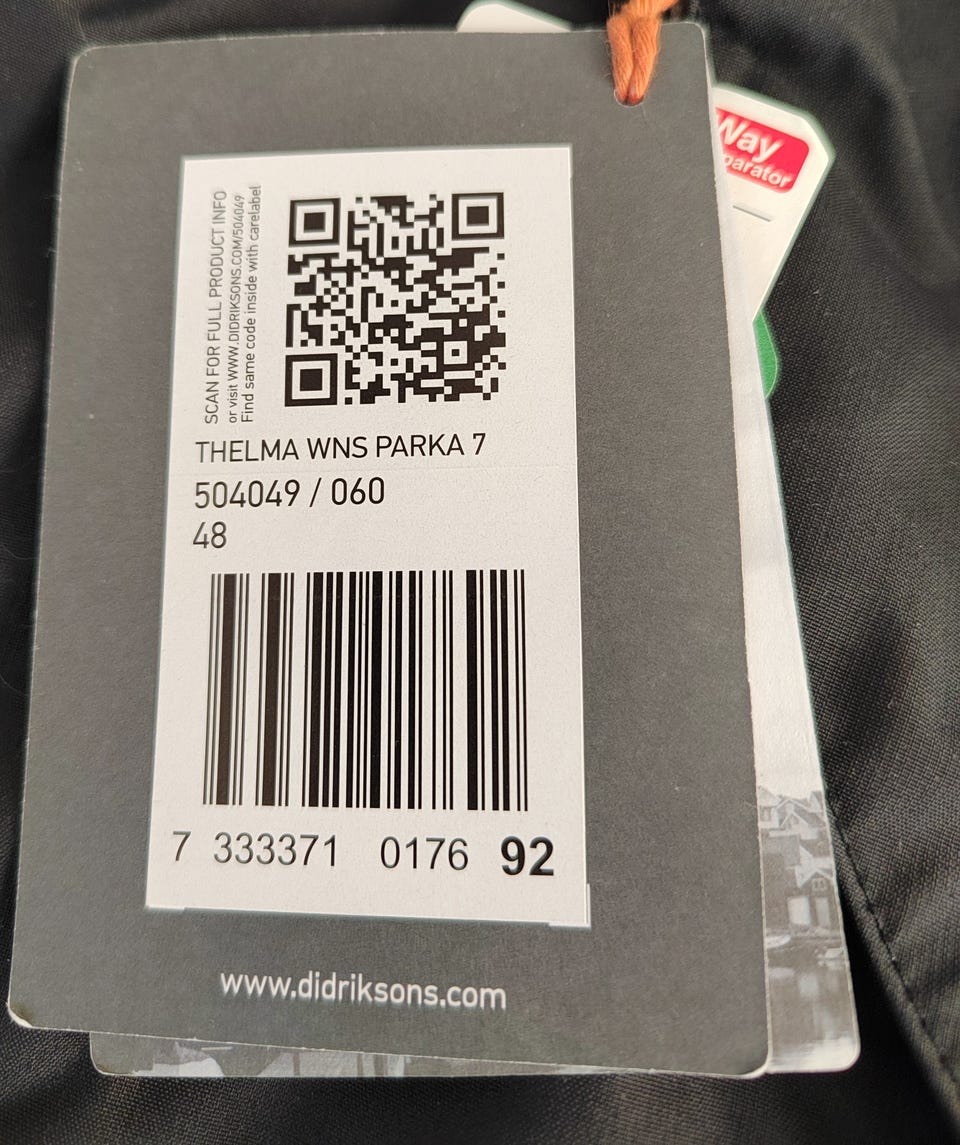 SCAN FOR FULL PRODUCT INFO
or visit WWW.DIDRIKSONS.COM/504049
Find same code inside with carelabel
THELMA WNS PARKA 7
504049 / 060
48
7 333371 0176 92
www.didriksons.com
Way
parator